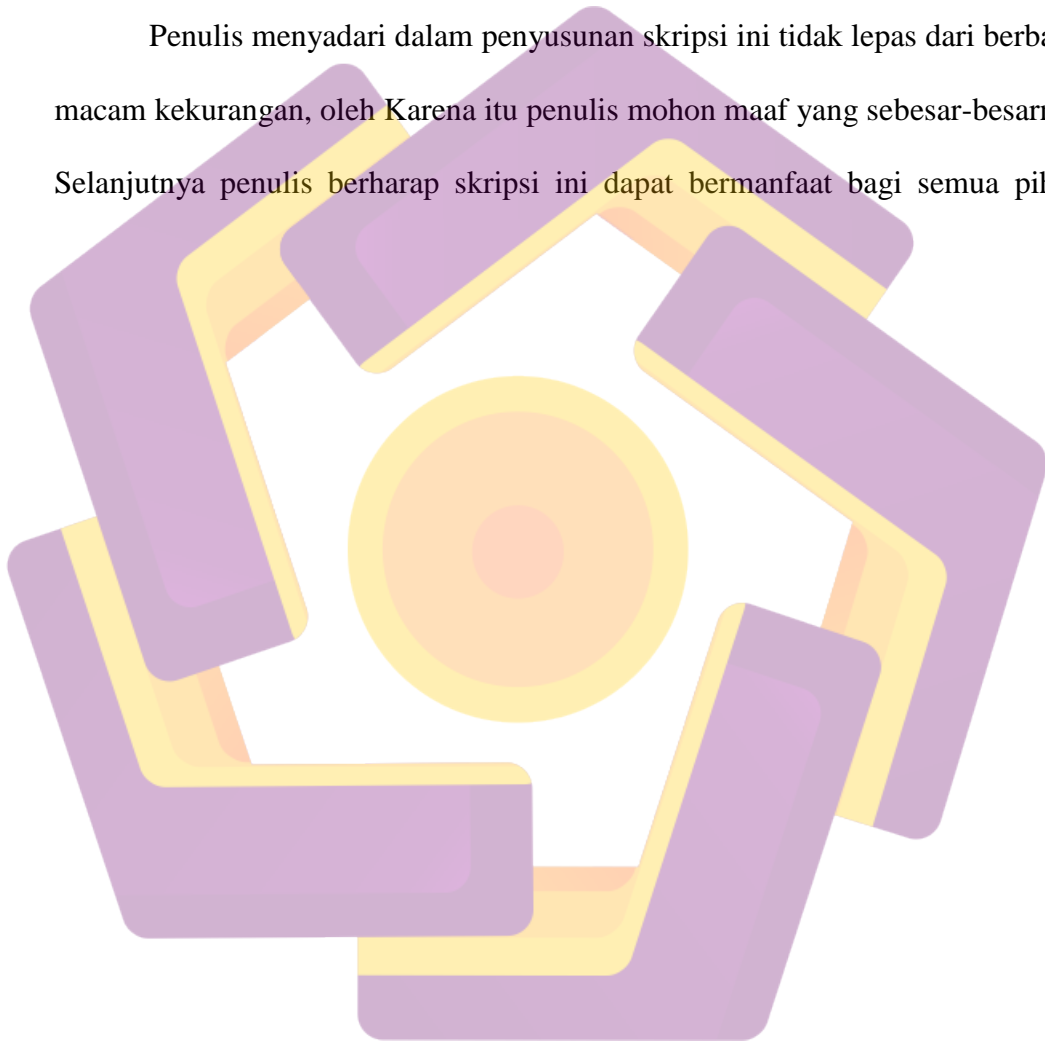 Penulis menyadari dalam penyusunan skripsi ini tidak lepas dari berba
macam kekurangan, oleh Karena itu penulis mohon maaf yang sebesar-besarn
Selanjutnya penulis berharap skripsi ini dapat bermanfaat bagi semua pih